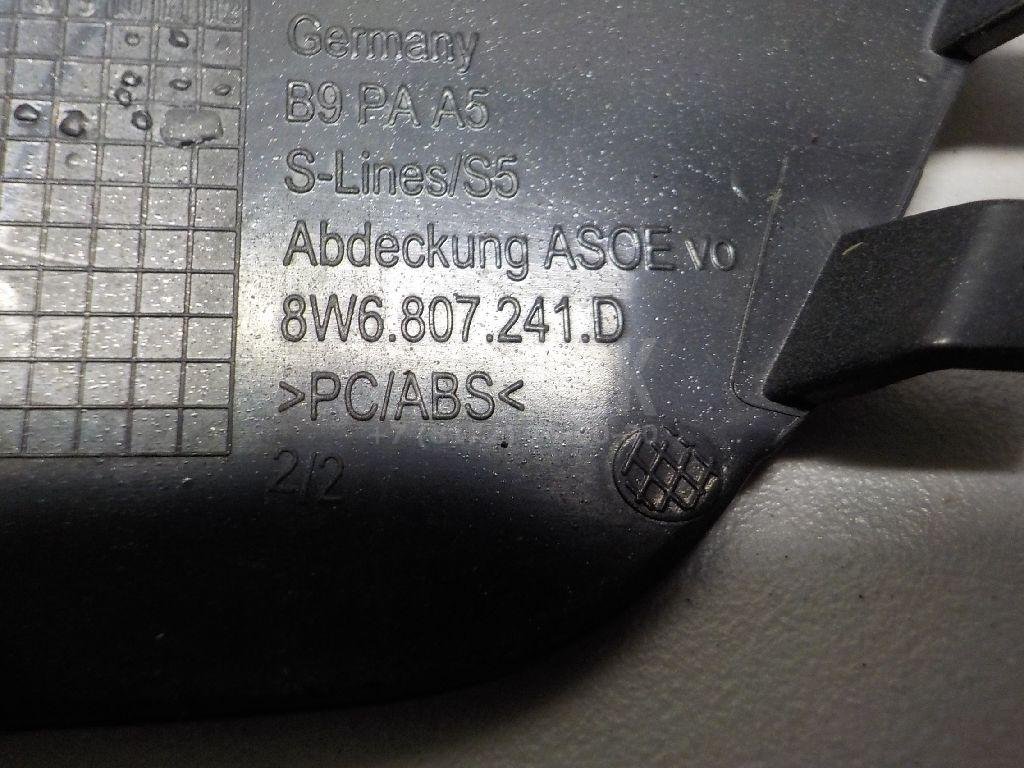 Germany
B9 PA A5
S-Lines/S5
Abdeckung ASOE vo
8W6.807.241.D
>PC/ABS<
2/2